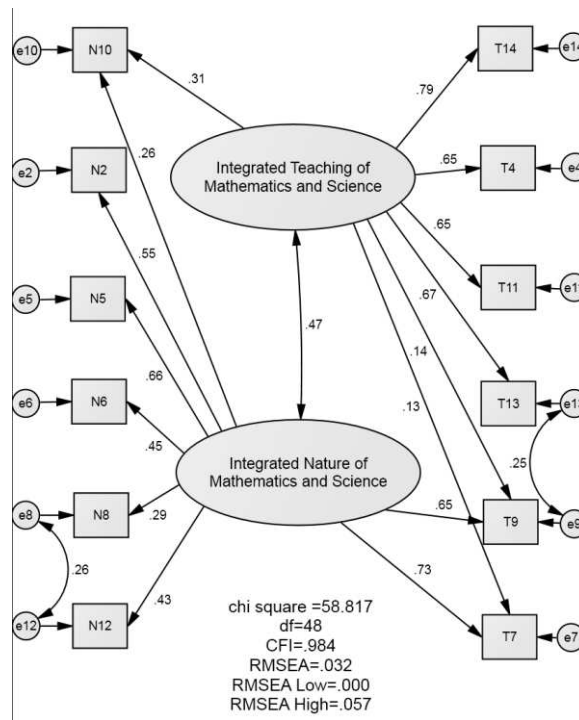 e10
N10
T14
e14
.31
.79
.26
e2
N2
Integrated Teaching of
Mathematics and Science
.65
T4
e4
.55
.65
e5
N5
T11
.67
.47
.14
.66
e6
N6
.13
T13
e13
.45
Integrated Nature of
Mathematics and Science
.25
e8
N8
.29
.65
T9
e9
.26
.73
.43
e12
N12
T7
e7
chi square =58.817
df=48
CFI=.984
RMSEA=.032
RMSEA Low=.000
RMSEA High=.057